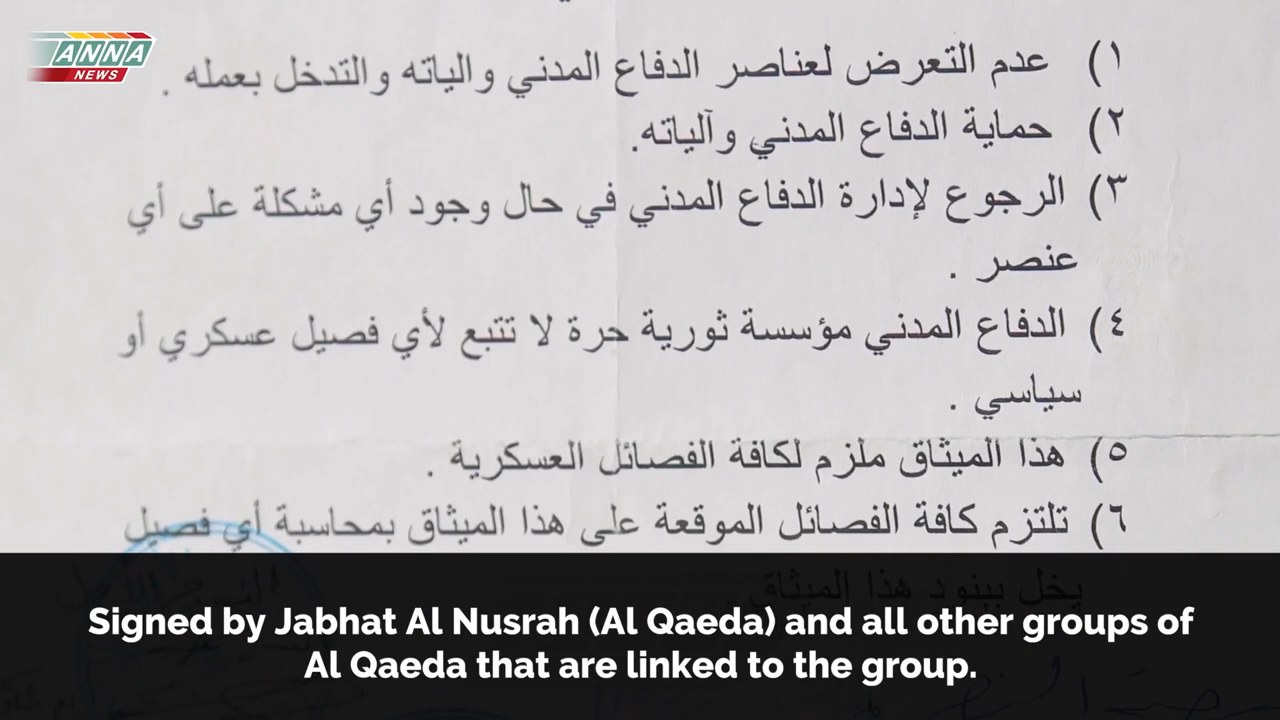 ANNA
NEWS
١) عدم التعرض لعناصر الدفاع المدني والياته والتدخل بعمله .
٢) حماية الدفاع المدني وآلياته.
٣) الرجوع لإدارة الدفاع المدني في حال وجود أي مشكلة على أي
عنصر .
٤) الدفاع المدني مؤسسة ثورية حرة لا تتبع لأي فصيل عسكري أو
سياسي .
٥) هذا الميثاق ملزم لكافة الفصائل العسكرية .
٦) تلتزم كافة الفصائل الموقعة على هذا الميثاق بمحاسبة أي فصيل
يخل ببنود هذا الميثاق .
Signed by Jabhat Al Nusrah (Al Qaeda) and all other groups of
Al Qaeda that are linked to the group.